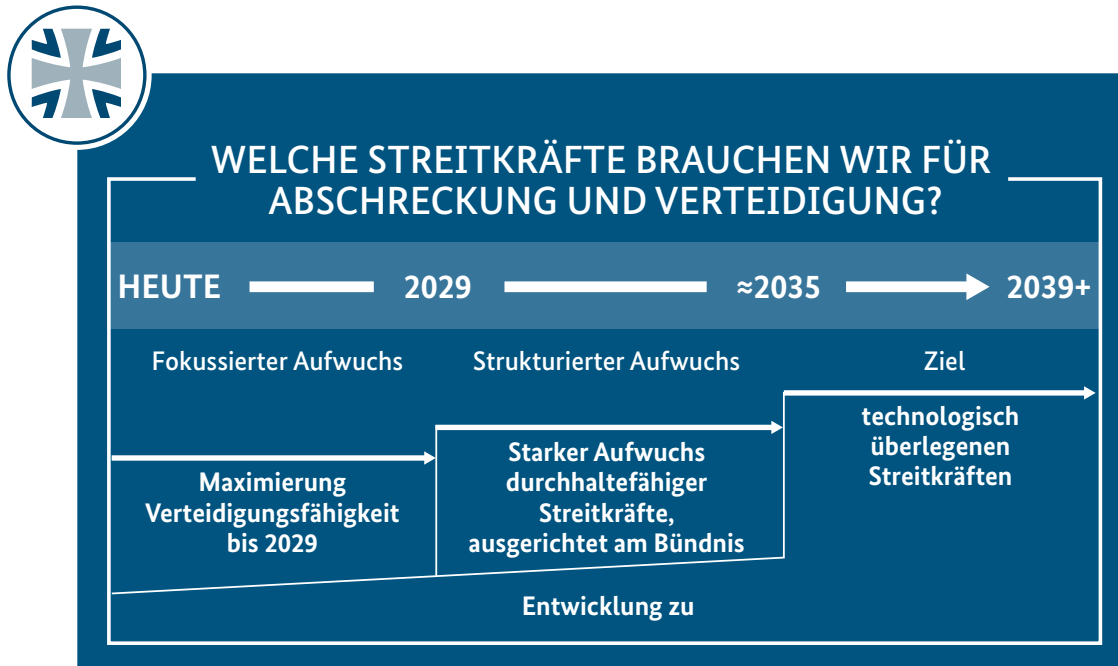 WELCHE STREITKRÄFTE BRAUCHEN WIR FÜR
ABSCHRECKUNG UND VERTEIDIGUNG?
HEUTE 2029 ≈2035 2039+
Fokussierter Aufwuchs Strukturierter Aufwuchs Ziel
Maximierung
Verteidigungsfähigkeit
bis 2029
Starker Aufwuchs
durchhaltefähiger
Streitkräfte,
ausgerichtet am Bündnis
technologisch
überlegenen
Streitkräften
Entwicklung zu